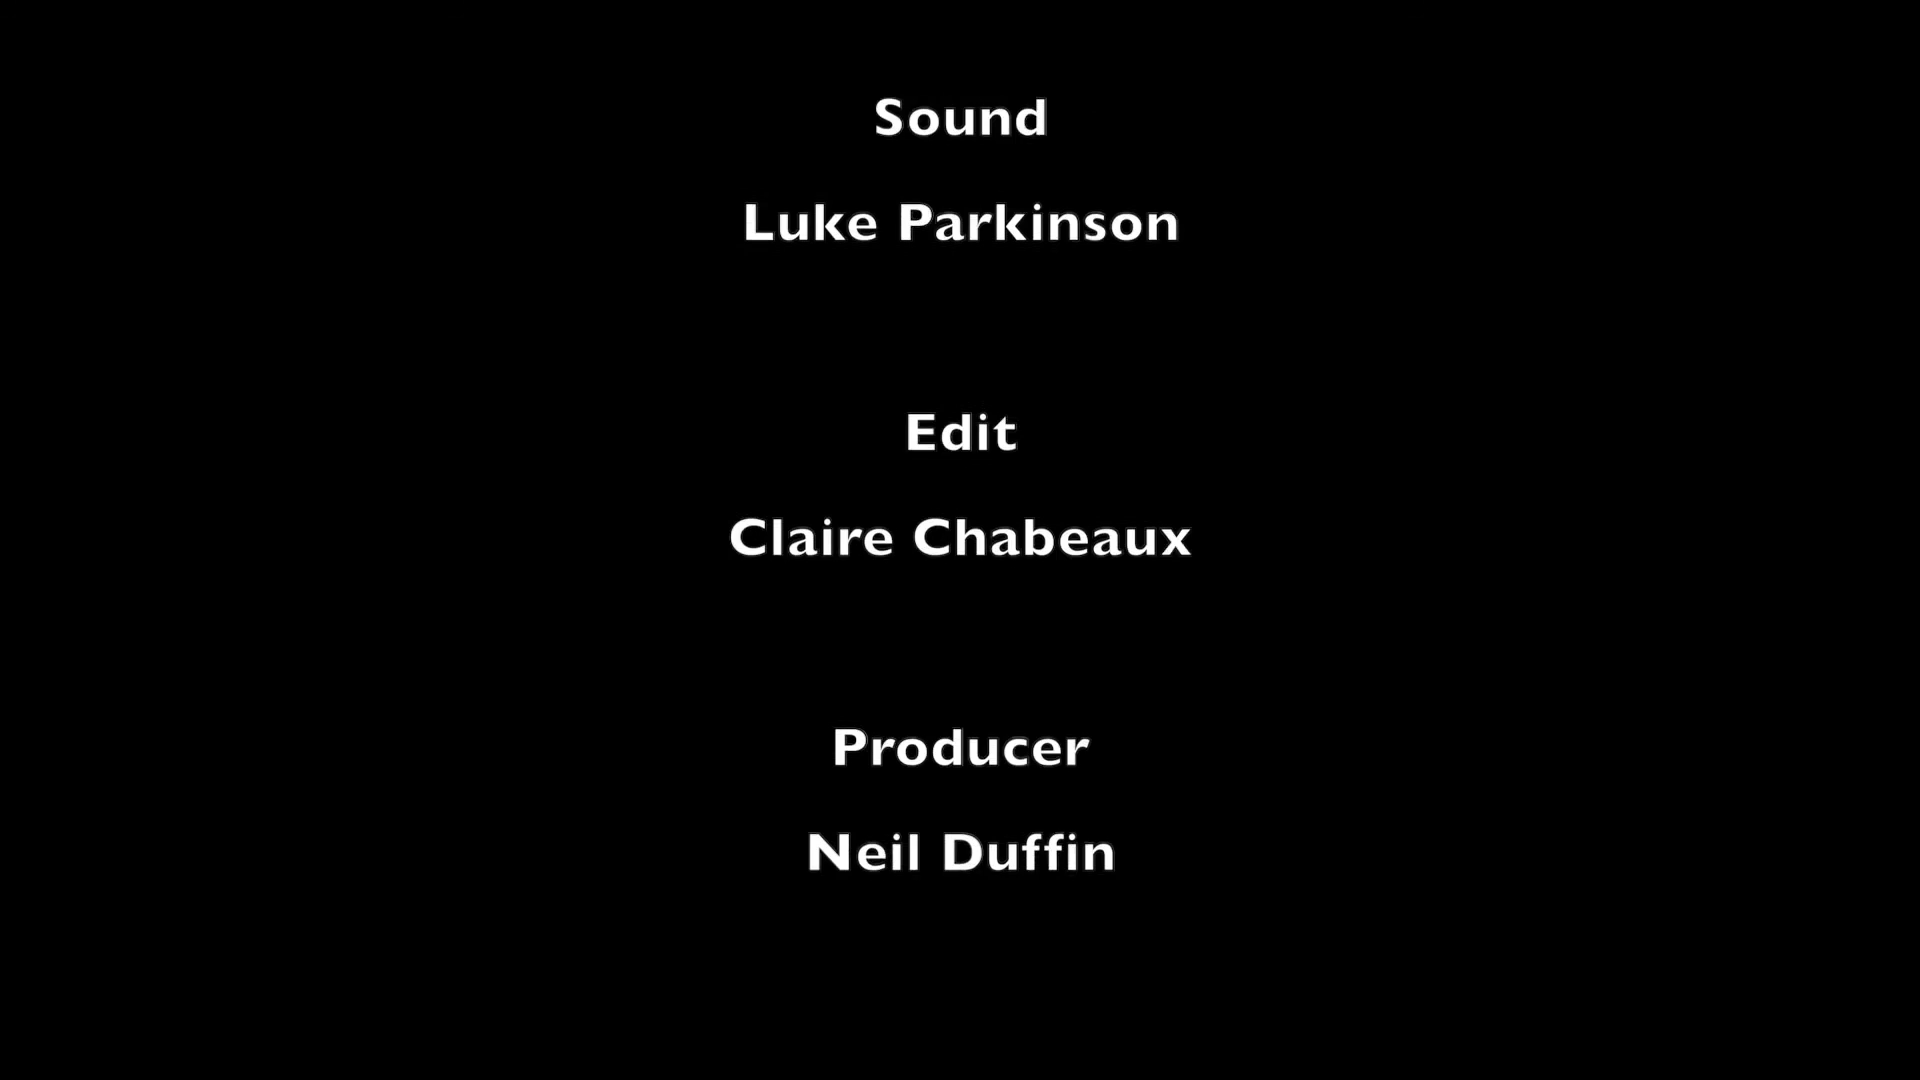 Sound
Luke Parkinson
Edit
Claire Chabeaux
Producer
Neil Duffin